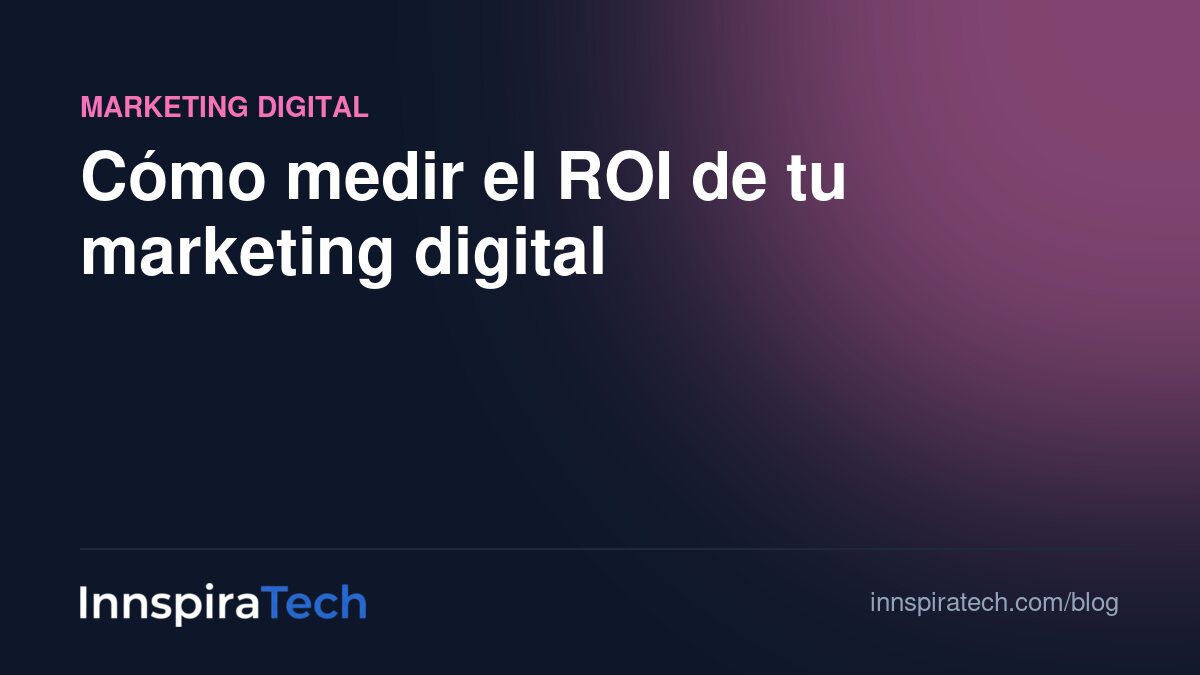 MARKETING DIGITAL
Cómo medir el ROI de tu
marketing digital
InnspiraTech
innspiratech.com/blog